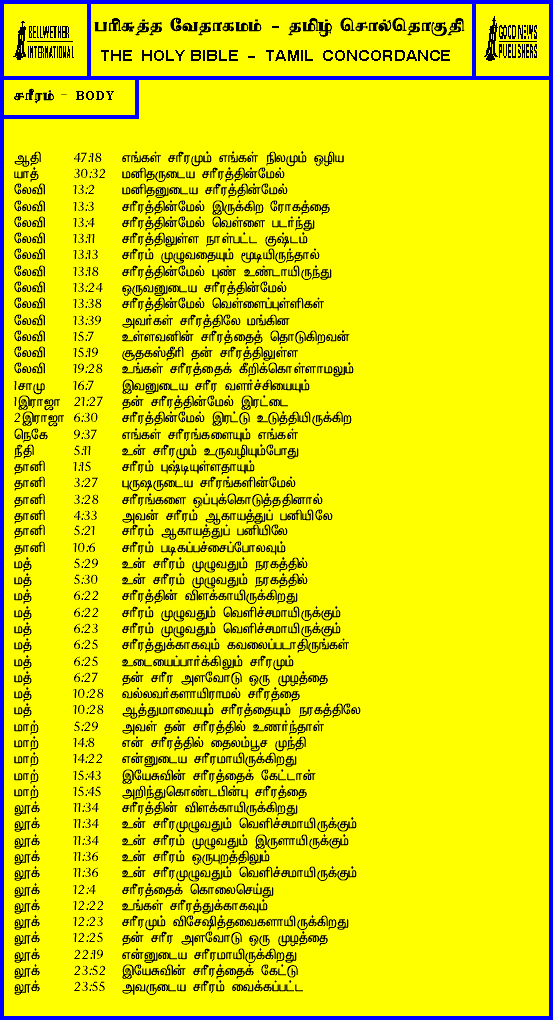 BELLWETHER INTERNATIONAL
பரிசுத்த வேதாகமம் - தமிழ் சொல்தொகுதி
THE HOLY BIBLE - TAMIL CONCORDANCE
GOOD NEWS PUBLISHERS
சரீரம் - BODY
ஆதி 47:18 எங்கள் சரீரமும் எங்கள் நிலமும் ஒழிய
யாத் 30:32 மனிதருடைய சரீரத்தின்மேல்
லேவி 13:2 மனிதனுடைய சரீரத்தின்மேல்
லேவி 13:3 சரீரத்தின்மேல் இருக்கிற ரோகத்தை
லேவி 13:4 சரீரத்தின்மேல் வெள்ளை படர்ந்து
லேவி 13:11 சரீரத்திலுள்ள நாள்பட்ட குஷ்டம்
லேவி 13:13 சரீரம் முழுவதையும் மூடியிருந்தால்
லேவி 13:18 சரீரத்தின்மேல் புண் உண்டாயிருந்து
லேவி 13:24 ஒருவனுடைய சரீரத்தின்மேல்
லேவி 13:38 சரீரத்தின்மேல் வெள்ளைப்புள்ளிகள்
லேவி 13:39 அவர்கள் சரீரத்திலே மங்கின
லேவி 15:7 உள்ளவனின் சரீரத்தைத் தொடுகிறவன்
லேவி 15:19 சூதகஸ்தீரி தன் சரீரத்திலுள்ள
லேவி 19:28 உங்கள் சரீரத்தைக் கீறிக்கொள்ளாமலும்
1சாமு 16:7 இவனுடைய சரீர வளர்ச்சியையும்
1இராஜா 21:27 தன் சரீரத்தின்மேல் இரட்டை
2இராஜா 6:30 சரீரத்தின்மேல் இரட்டு உடுத்தியிருக்கிற
நெகே 9:37 எங்கள் சரீரங்களையும் எங்கள்
நீதி 5:11 உன் சரீரமும் உருவழியும்போது
தானி 1:15 சரீரம் புஷ்டியுள்ளதாயும்
தானி 3:27 புருஷருடைய சரீரங்களின்மேல்
தானி 3:28 சரீரங்களை ஒப்புக்கொடுத்ததினால்
தானி 4:33 அவன் சரீரம் ஆகாயத்துப் பனியிலே
தானி 5:21 சரீரம் ஆகாயத்துப் பனியிலே
தானி 10:6 சரீரம் படிகப்பச்சைப்போலவும்
மத் 5:29 உன் சரீரம் முழுவதும் நரகத்தில்
மத் 5:30 உன் சரீரம் முழுவதும் நரகத்தில்
மத் 6:22 சரீரத்தின் விளக்காயிருக்கிறது
மத் 6:22 சரீரம் முழுவதும் வெளிச்சமாயிருக்கும்
மத் 6:23 சரீரம் முழுவதும் வெளிச்சமாயிருக்கும்
மத் 6:25 சரீரத்துக்காகவும் கவலைப்படாதிருங்கள்
மத் 6:25 உடையைப்பார்க்கிலும் சரீரமும்
மத் 6:27 தன் சரீர அளவோடு ஒரு முழத்தை
மத் 10:28 வல்லவர்களாயிராமல் சரீரத்தை
மத் 10:28 ஆத்துமாவையும் சரீரத்தையும் நரகத்திலே
மாற் 5:29 அவள் தன் சரீரத்தில் உணர்ந்தாள்
மாற் 14:8 என் சரீரத்தில் தைலம்பூச முந்தி
மாற் 14:22 என்னுடைய சரீரமாயிருக்கிறது
மாற் 15:43 இயேசுவின் சரீரத்தைக் கேட்டான்
மாற் 15:45 அறிந்துகொண்டபின்பு சரீரத்தை
லூக் 11:34 சரீரத்தின் விளக்காயிருக்கிறது
லூக் 11:34 உன் சரீரமுழுவதும் வெளிச்சமாயிருக்கும்
லூக் 11:34 உன் சரீரம் முழுவதும் இருளாயிருக்கும்
லூக் 11:36 உன் சரீரம் ஒருபுறத்திலும்
லூக் 11:36 உன் சரீரமுழுவதும் வெளிச்சமாயிருக்கும்
லூக் 12:4 சரீரத்தைக் கொலைசெய்து
லூக் 12:22 உங்கள் சரீரத்துக்காகவும்
லூக் 12:23 சரீரமும் விசேஷித்தவைகளாயிருக்கிறது
லூக் 12:25 தன் சரீர அளவோடு ஒரு முழத்தை
லூக் 22:19 என்னுடைய சரீரமாயிருக்கிறது
லூக் 23:52 இயேசுவின் சரீரத்தைக் கேட்டு
லூக் 23:55 அவருடைய சரீரம் வைக்கப்பட்ட